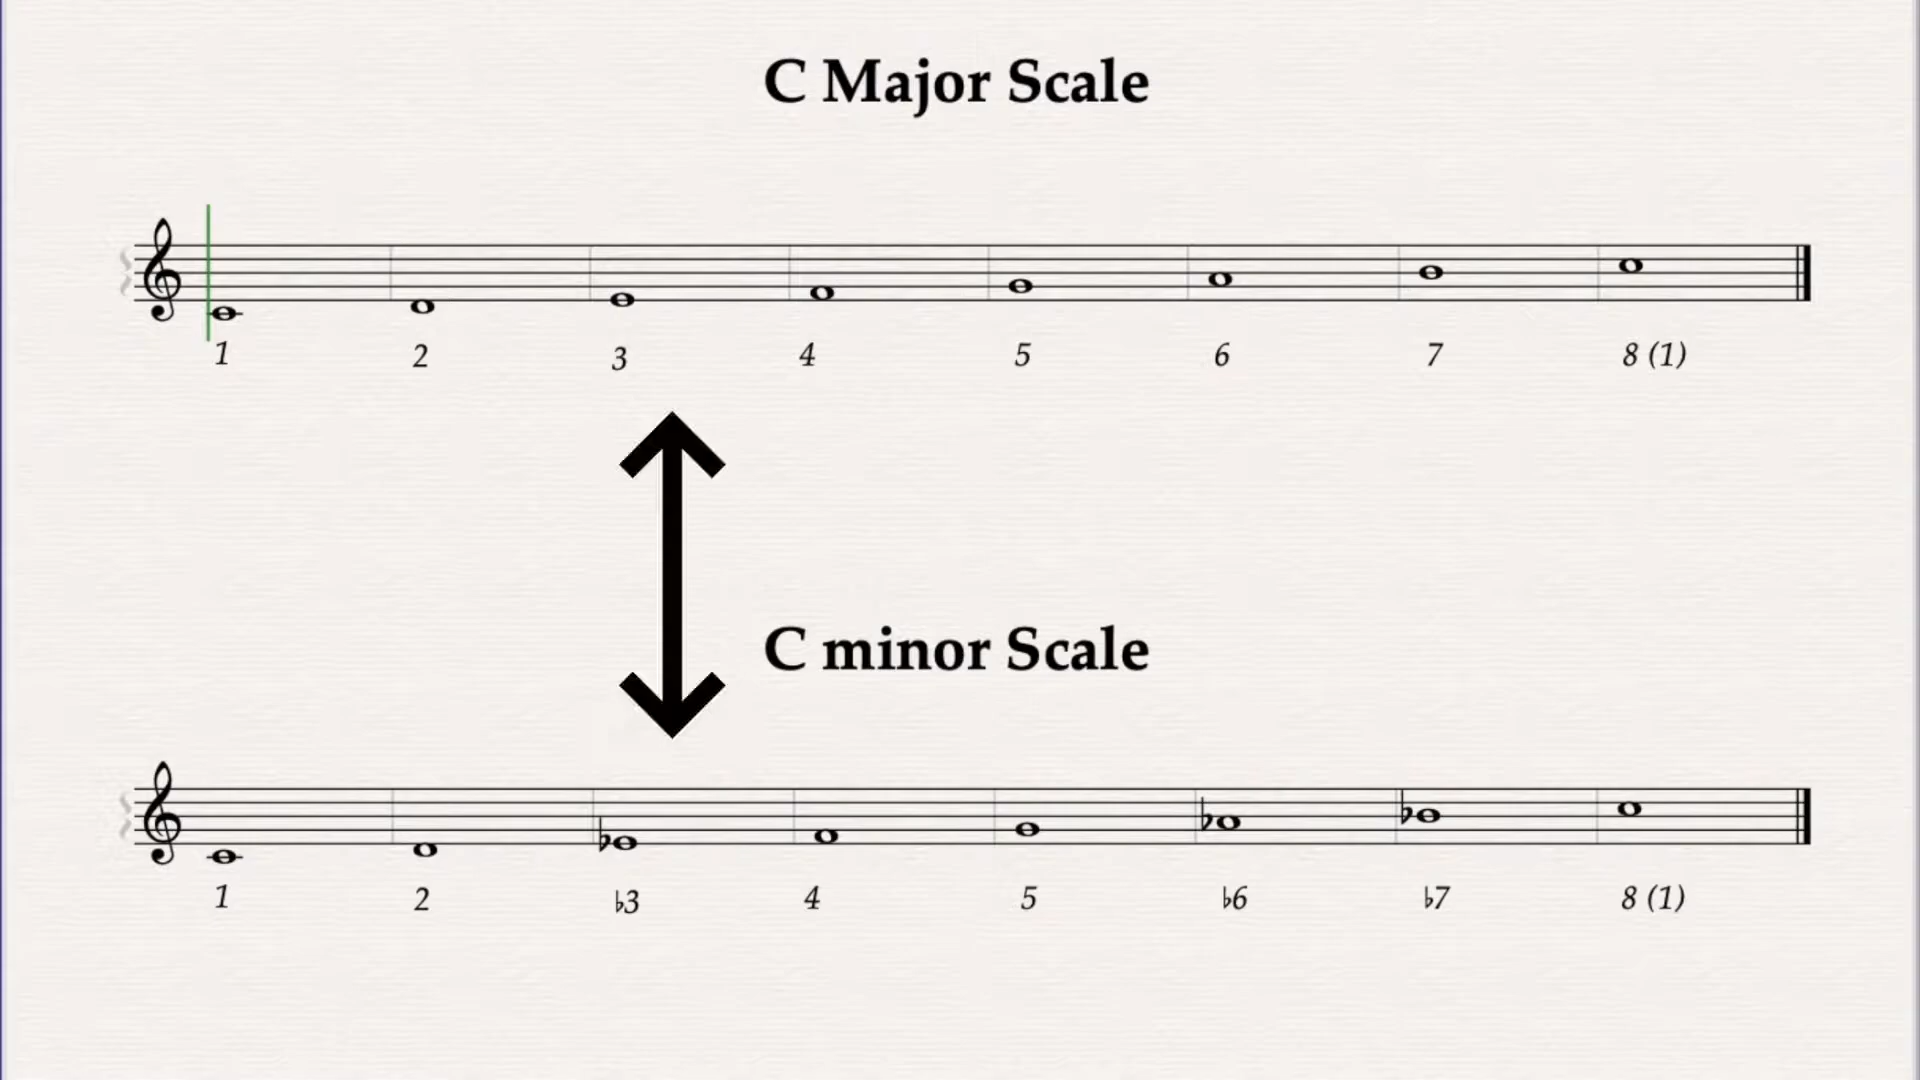 C Major Scale
1 2 3 4 5 6 7 8 (1)
C minor Scale
1 2 ♭3 4 5 ♭6 ♭7 8 (1)